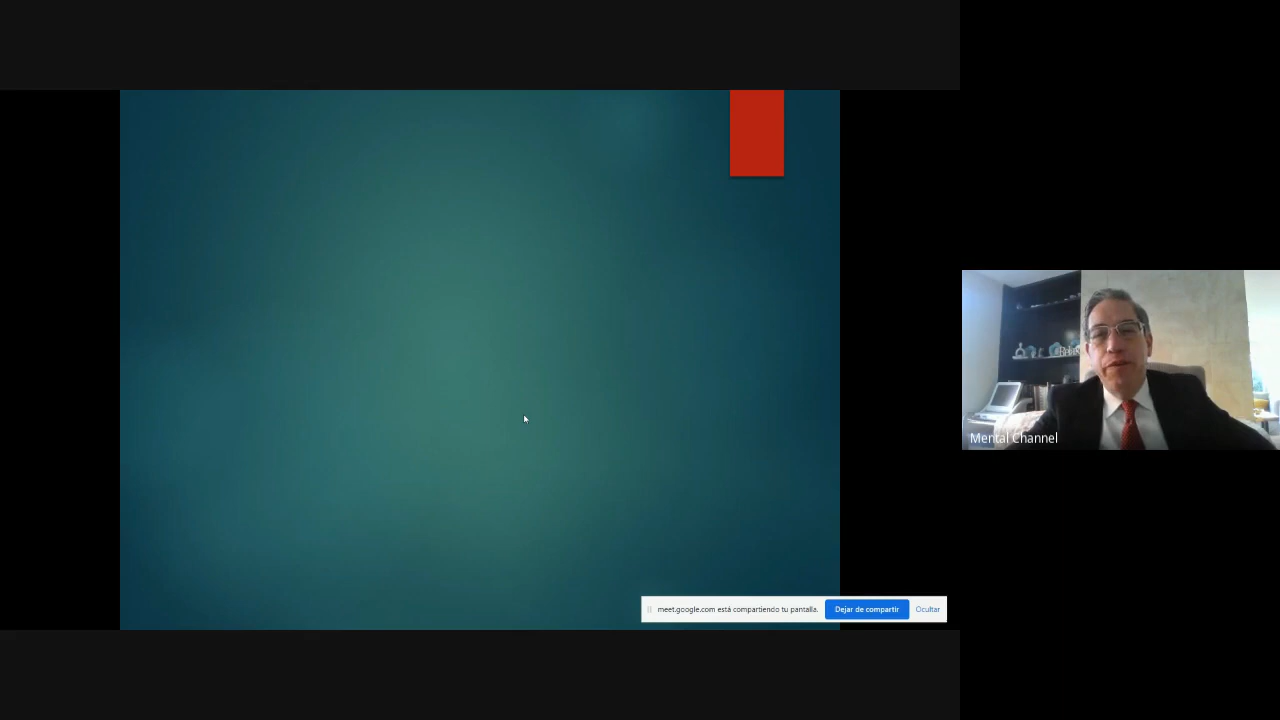 Mental Channel
meet.google.com está compartiendo tu pantalla.
Dejar de compartir
Ocultar